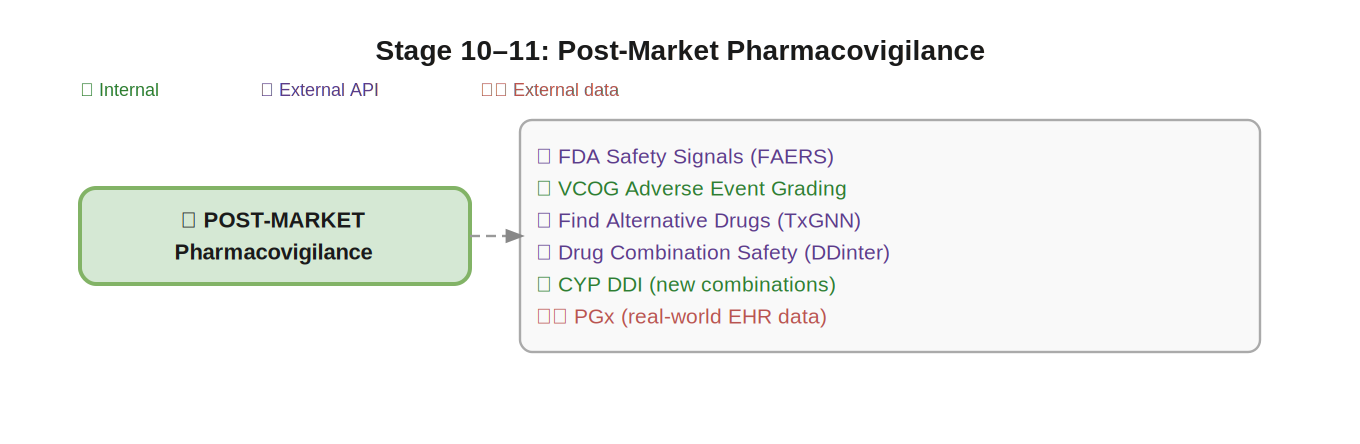 Stage 10–11: Post-Market Pharmacovigilance
Internal
External API
External data
POST-MARKET
Pharmacovigilance
FDA Safety Signals (FAERS)
VCOG Adverse Event Grading
Find Alternative Drugs (TxGNN)
Drug Combination Safety (DDinter)
CYP DDI (new combinations)
PGx (real-world EHR data)